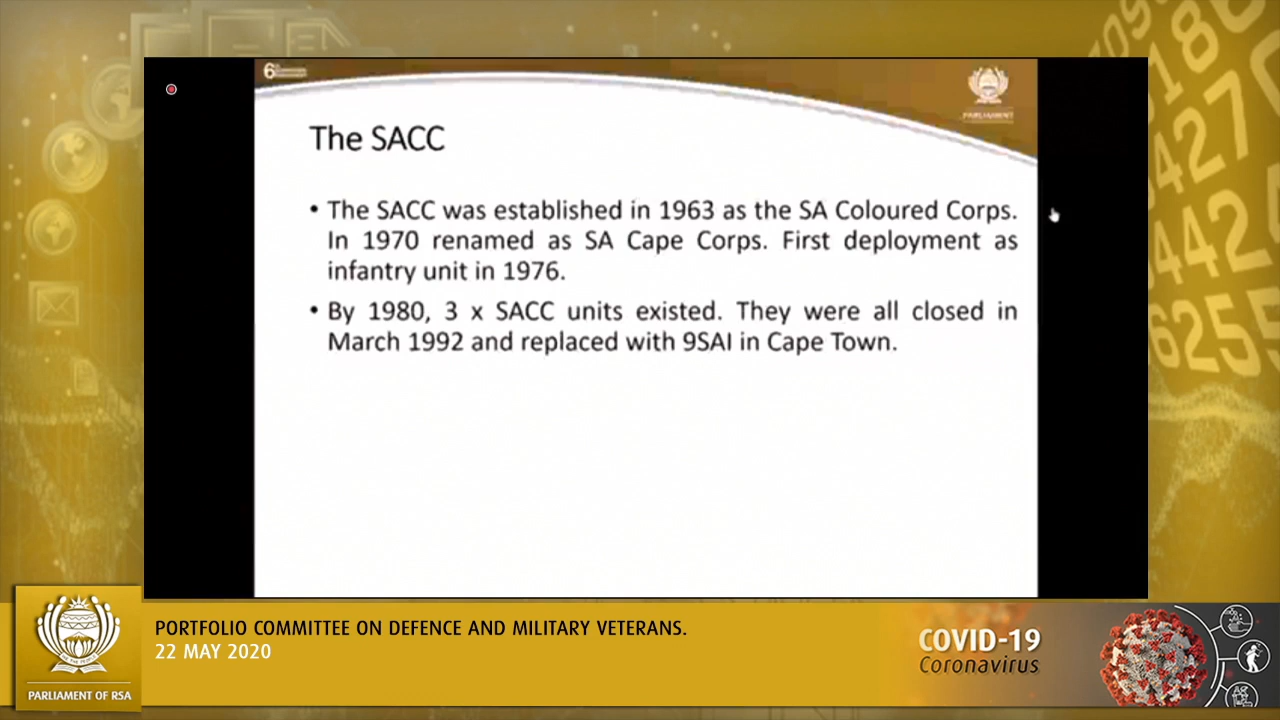 6
PARLIAMENT
The SACC
• The SACC was established in 1963 as the SA Coloured Corps.
In 1970 renamed as SA Cape Corps. First deployment as
infantry unit in 1976.
• By 1980, 3 x SACC units existed. They were all closed in
March 1992 and replaced with 9SAI in Cape Town.
PORTFOLIO COMMITTEE ON DEFENCE AND MILITARY VETERANS.
22 MAY 2020
PARLIAMENT OF RSA
COVID-19
Coronavirus